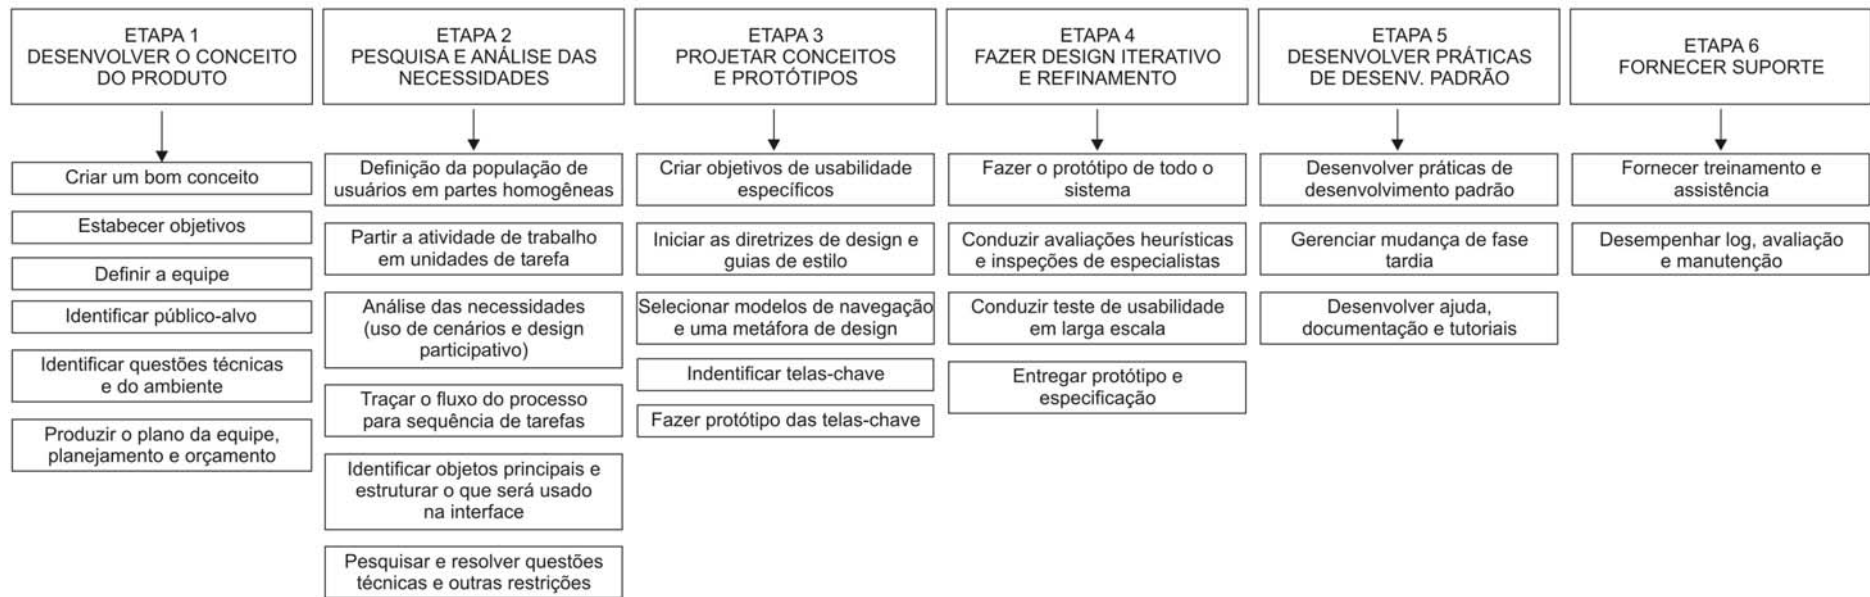 ETAPA 1
DESENVOLVER O CONCEITO
DO PRODUTO
Criar um bom conceito
Estabecer objetivos
Definir a equipe
Identificar público-alvo
Identificar questões técnicas
e do ambiente
Produzir o plano da equipe,
planejamento e orçamento
ETAPA 2
PESQUISA E ANÁLISE DAS
NECESSIDADES
Definição da população de
usuários em partes homogêneas
Partir a atividade de trabalho
em unidades de tarefa
Análise das necessidades
(uso de cenários e design
participativo)
Traçar o fluxo do processo
para sequência de tarefas
Identificar objetos principais e
estruturar o que será usado
na interface
Pesquisar e resolver questões
técnicas e outras restrições
ETAPA 3
PROJETAR CONCEITOS
E PROTÓTIPOS
Criar objetivos de usabilidade
específicos
Iniciar as diretrizes de design e
guias de estilo
Selecionar modelos de navegação
e uma metáfora de design
Indentificar telas-chave
Fazer protótipo das telas-chave
ETAPA 4
FAZER DESIGN ITERATIVO
E REFINAMENTO
Fazer o protótipo de todo o
sistema
Conduzir avaliações heurísticas
e inspeções de especialistas
Conduzir teste de usabilidade
em larga escala
Entregar protótipo e
especificação
ETAPA 5
DESENVOLVER PRÁTICAS
DE DESENV. PADRÃO
Desenvolver práticas de
desenvolvimento padrão
Gerenciar mudança de fase
tardia
Desenvolver ajuda,
documentação e tutoriais
ETAPA 6
FORNECER SUPORTE
Fornecer treinamento e
assistência
Desempenhar log, avaliação
e manutenção